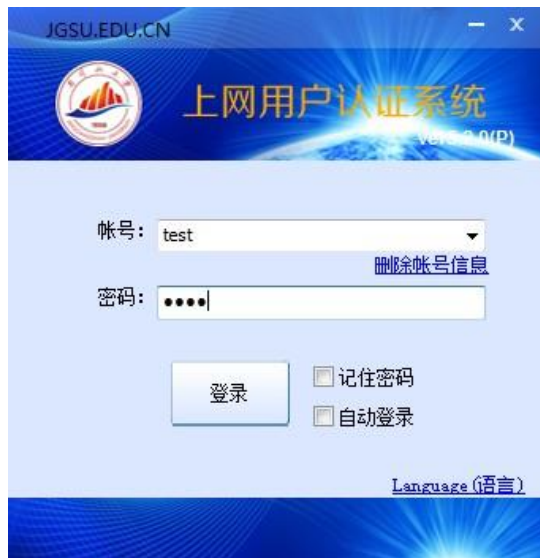 JGSU.EDU.CN
上网用户认证系统
帐号：
test
删除帐号信息
密码：
••••
登录
记住密码
自动登录
Language(语言)